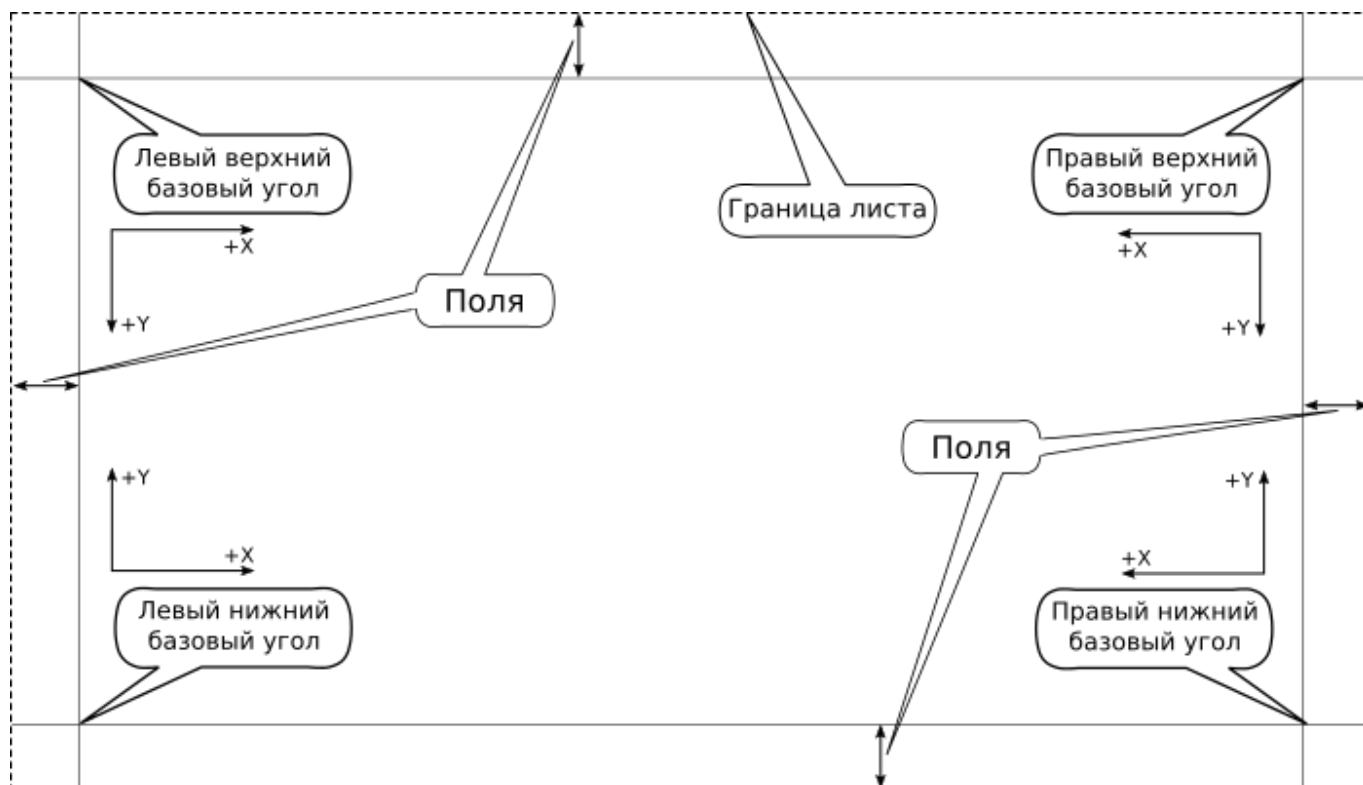 Левый верхний
базовый угол
Правый верхний
базовый угол
Граница листа
+X
+X
Поля
+Y
+Y
Поля
+Y
+Y
+X
+X
Левый нижний
базовый угол
Правый нижний
базовый угол